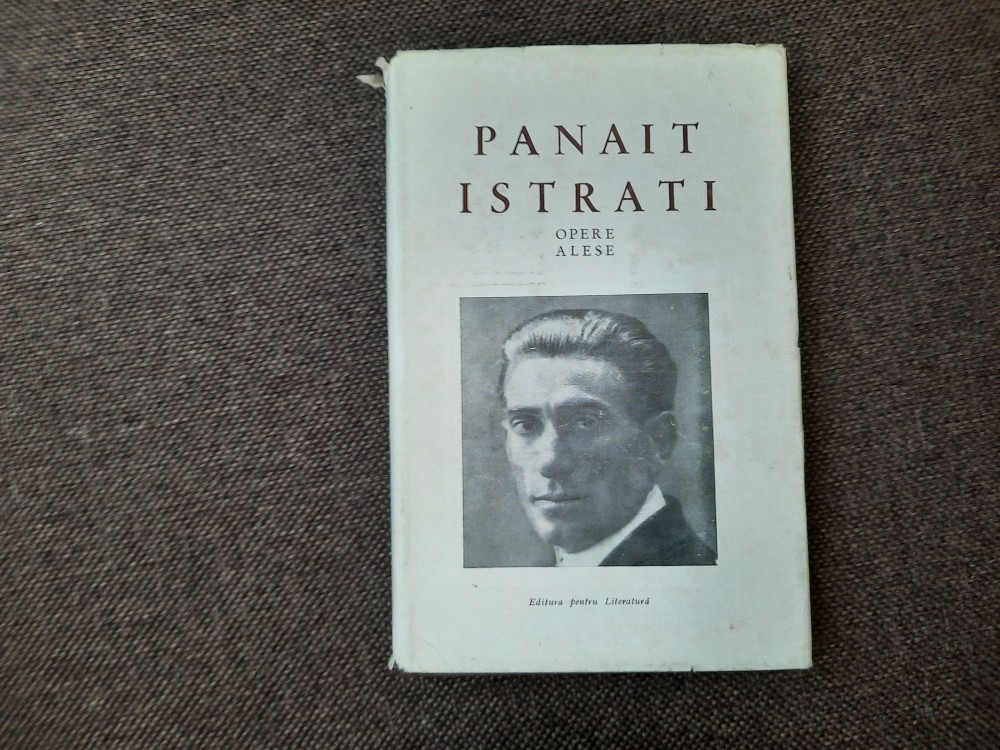 PANAIT
ISTRATI
OPERE
ALESE
Editura pentru Literatură